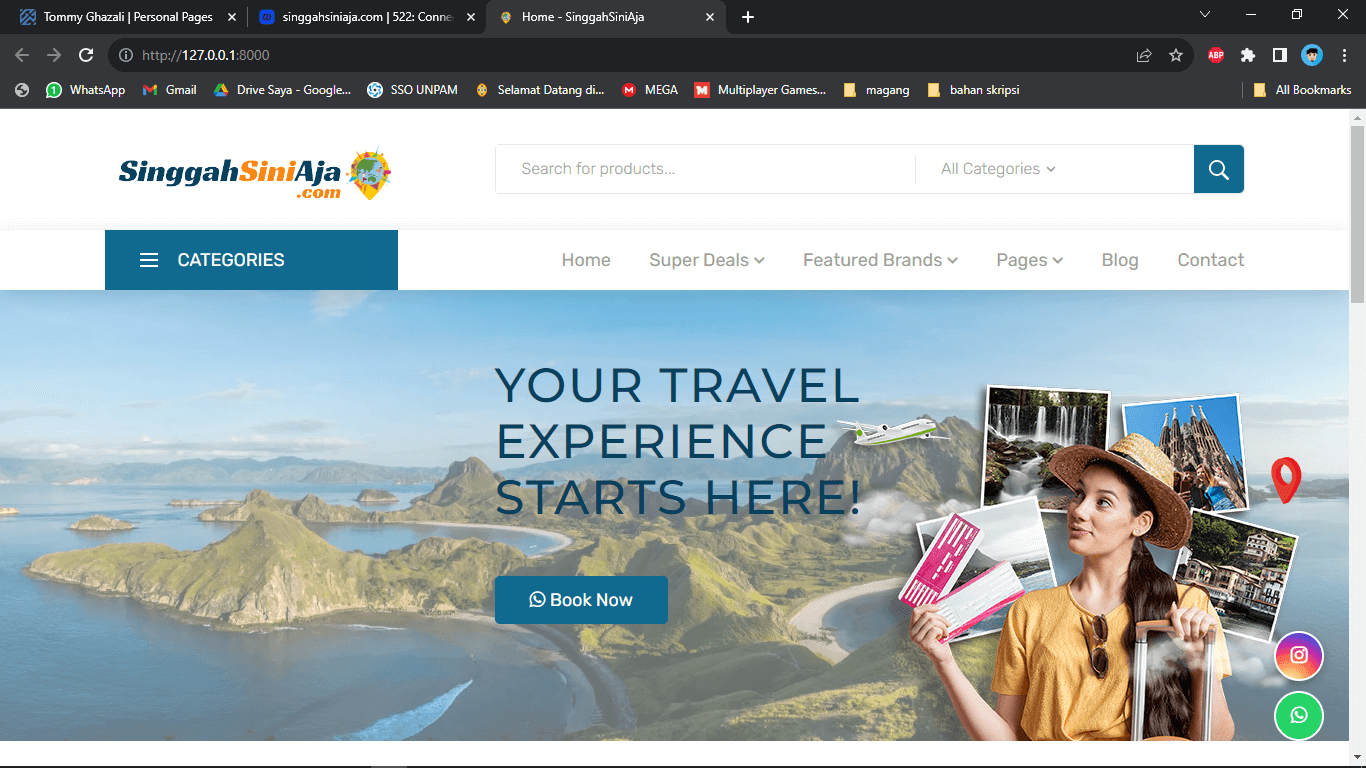 Tommy Ghazali | Personal Pages
singgahsiniaja.com | 522: Conne
Home - SinggahSiniAja
http://127.0.0.1:8000
ABP
WhatsApp
Gmail
Drive Saya - Google...
SSO UNPAM
Selamat Datang di...
MEGA
Multiplayer Games...
magang
bahan skripsi
All Bookmarks
SinggahSiniAja
.com
Search for products...
All Categories
CATEGORIES
Home
Super Deals
Featured Brands
Pages
Blog
Contact
YOUR TRAVEL
EXPERIENCE
STARTS HERE!
Book Now